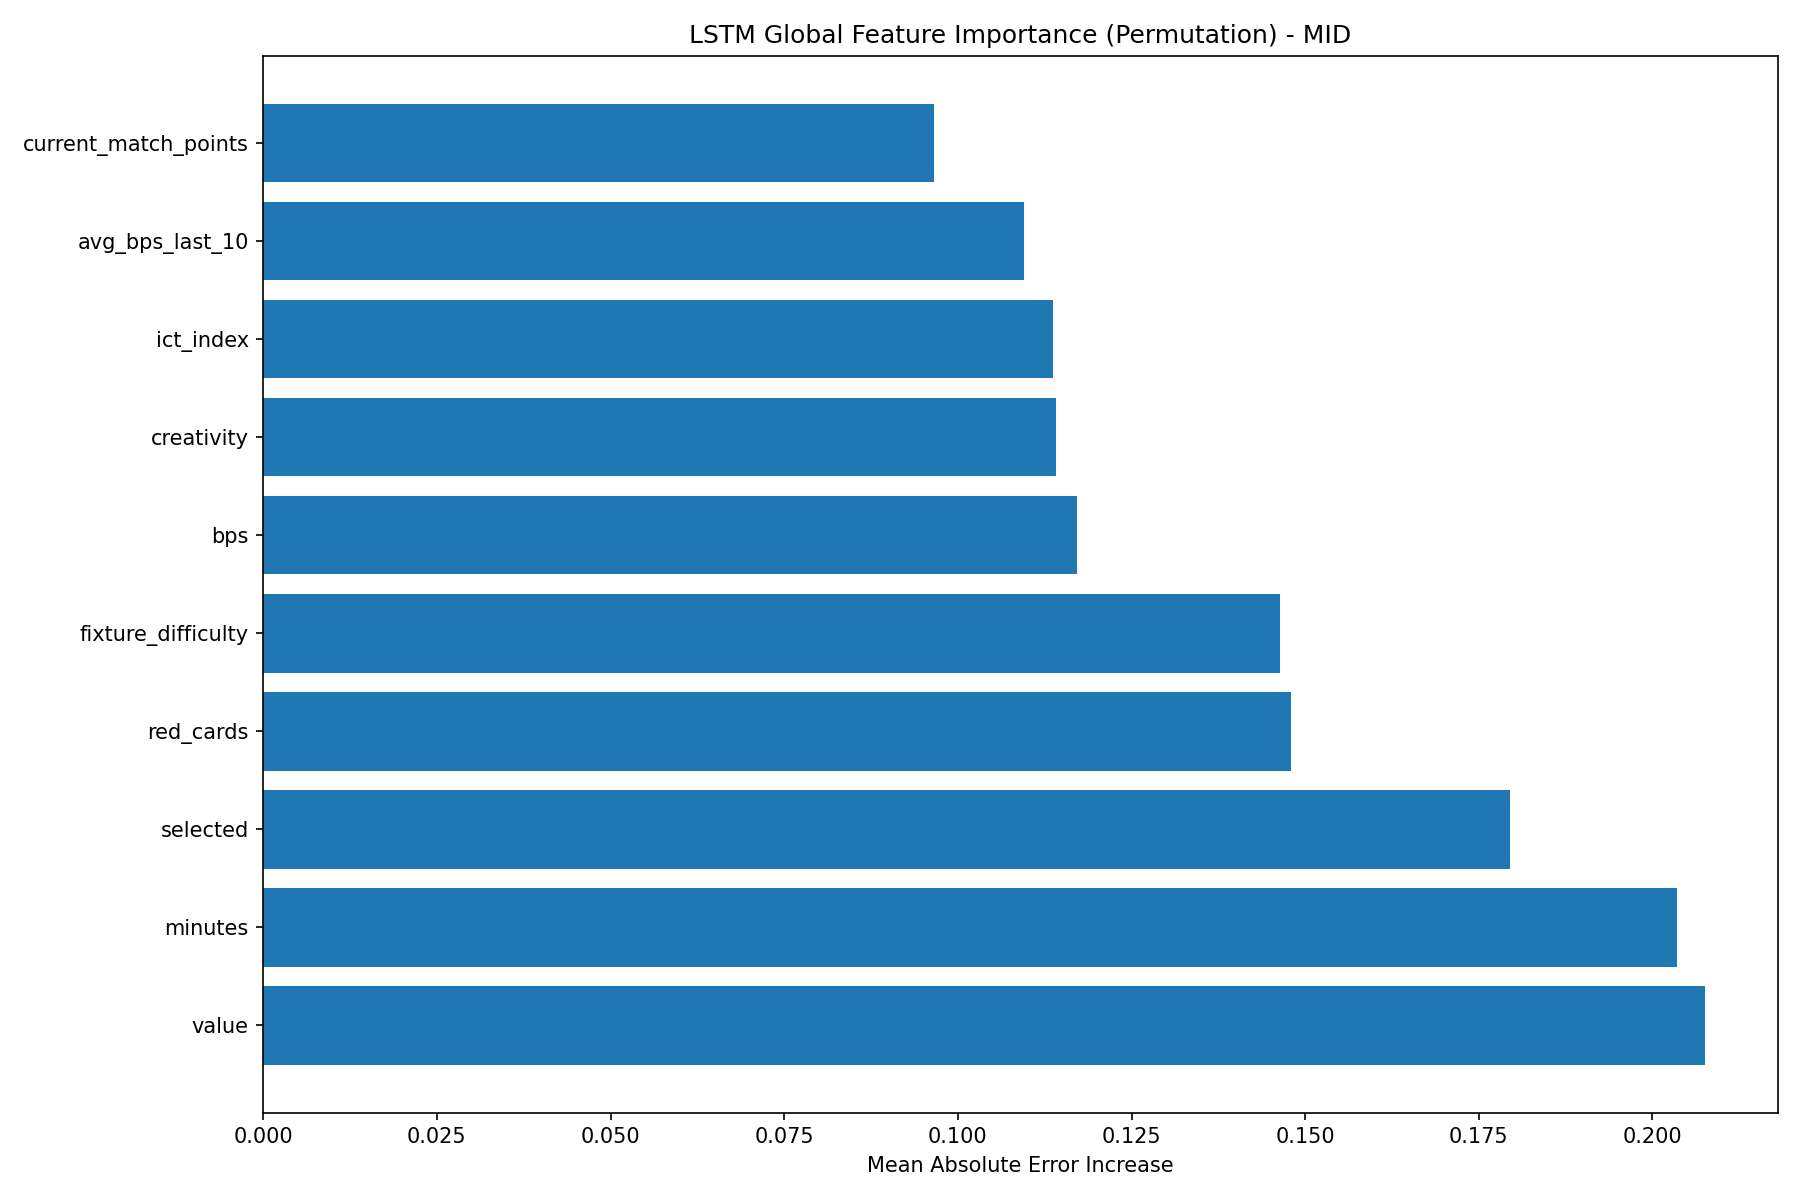 LSTM Global Feature Importance (Permutation) - MID
current_match_points
avg_bps_last_10
ict_index
creativity
bps
fixture_difficulty
red_cards
selected
minutes
value
0.000 0.025 0.050 0.075 0.100 0.125 0.150 0.175 0.200
Mean Absolute Error Increase